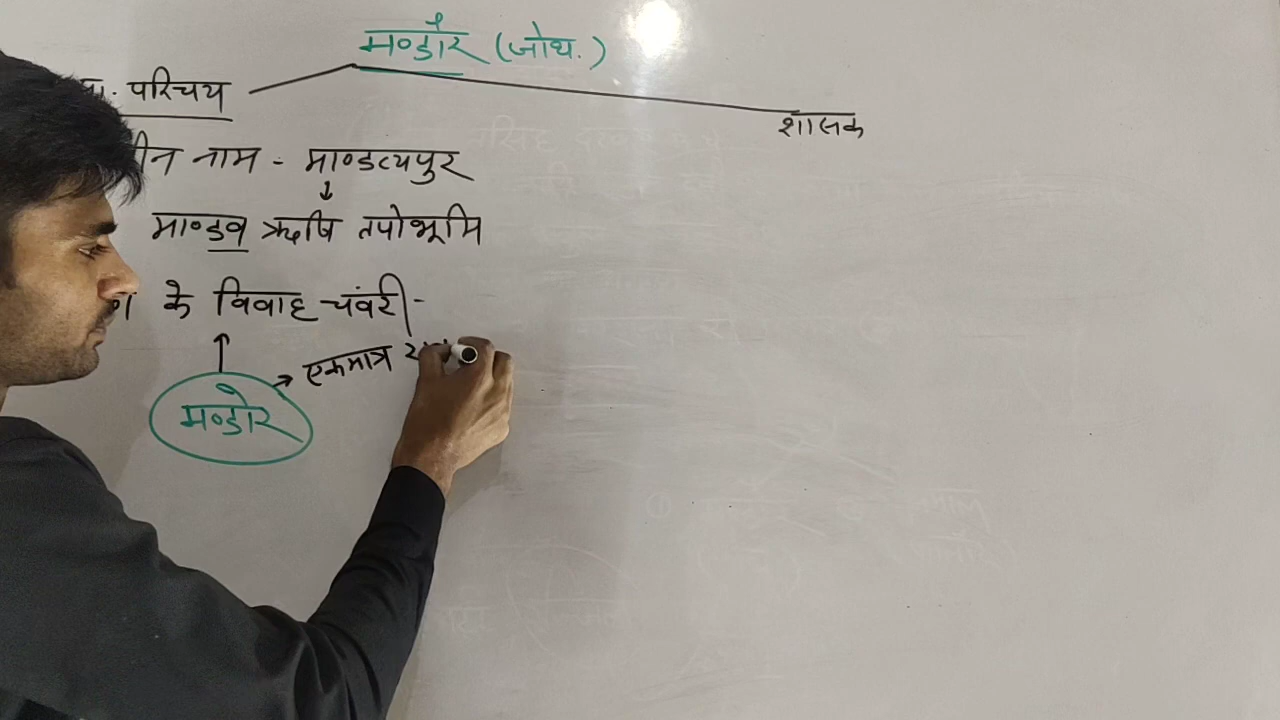 मण्डौर (जोध.)
परिचय
शासक
नाम - माण्डव्यपुर
↓
माण्डव ऋषि तपोभूमि
के विवाह चंवरी -
↑
→ एकमात्र
मण्डोर